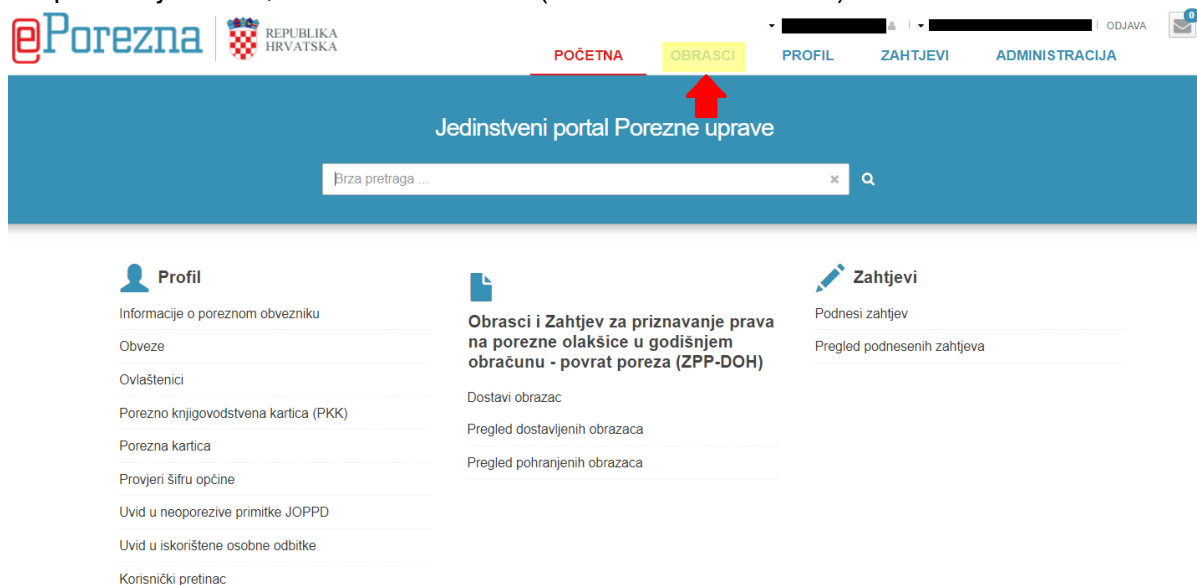 ePorezna
REPUBLIKA
HRVATSKA
ODJAVA
0
POČETNA
OBRASCI
PROFIL
ZAHTJEVI
ADMINISTRACIJA
Jedinstveni portal Porezne uprave
Brza pretraga ...
Profil
Informacije o poreznom obvezniku
Obveze
Ovlaštenici
Porezno knjigovodstvena kartica (PKK)
Porezna kartica
Provjeri šifru općine
Uvid u neoporezive primitke JOPPD
Uvid u iskorištene osobne odbitke
Korisnički pretinac
Obrasci i Zahtjev za priznavanje prava
na porezne olakšice u godišnjem
obračunu - povrat poreza (ZPP-DOH)
Dostavi obrazac
Pregled dostavljenih obrazaca
Pregled pohranjenih obrazaca
Zahtjevi
Podnesi zahtjev
Pregled podnesenih zahtjeva